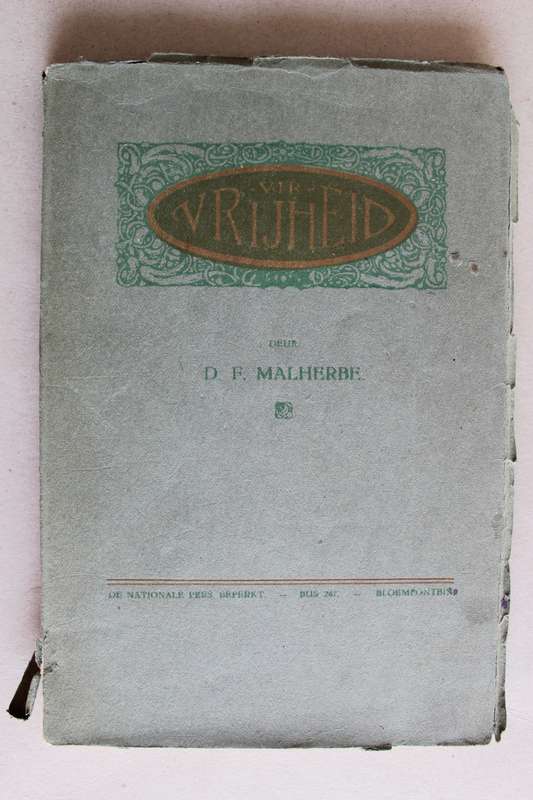 VIR
VRIJHEID
DEUR
D. F. MALHERBE.
DE NATIONALE PERS, BEPERKT. — BUS 267. — BLOEMFONTEIN